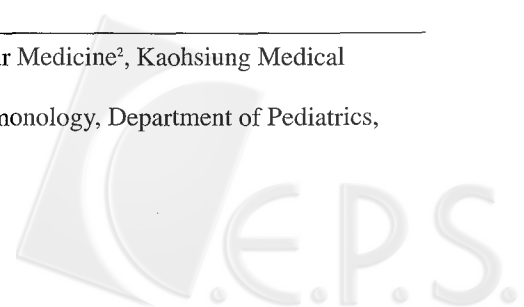 r Medicine², Kaohsiung Medical
monology, Department of Pediatrics,
C.E.P.S.